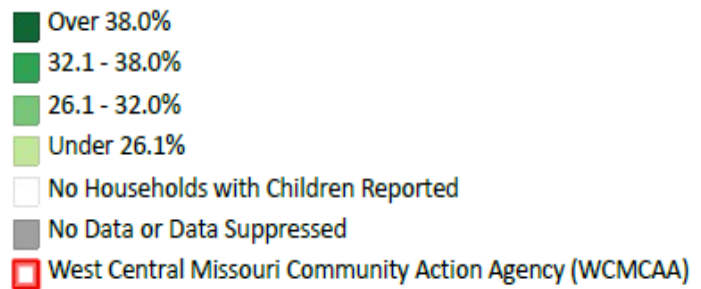 Over 38.0%
32.1 - 38.0%
26.1 - 32.0%
Under 26.1%
No Households with Children Reported
No Data or Data Suppressed
West Central Missouri Community Action Agency (WCMCAA)